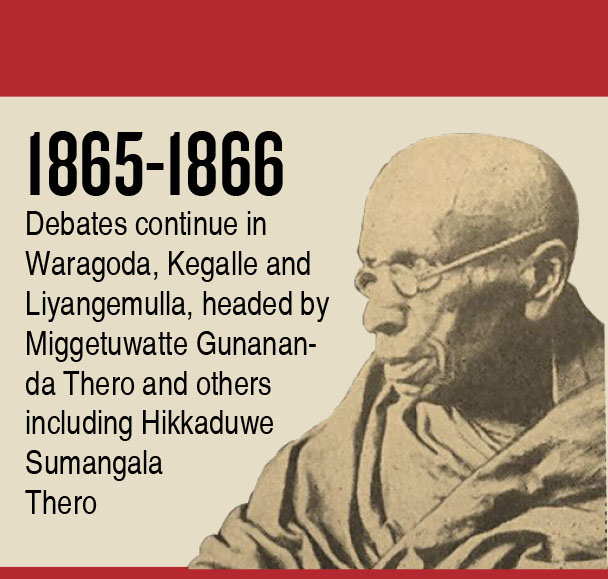 1865-1866
Debates continue in
Waragoda, Kegalle and
Liyangemulla, headed by
Miggetuwatte Gunanan-
da Thero and others
including Hikkaduwe
Sumangala
Thero